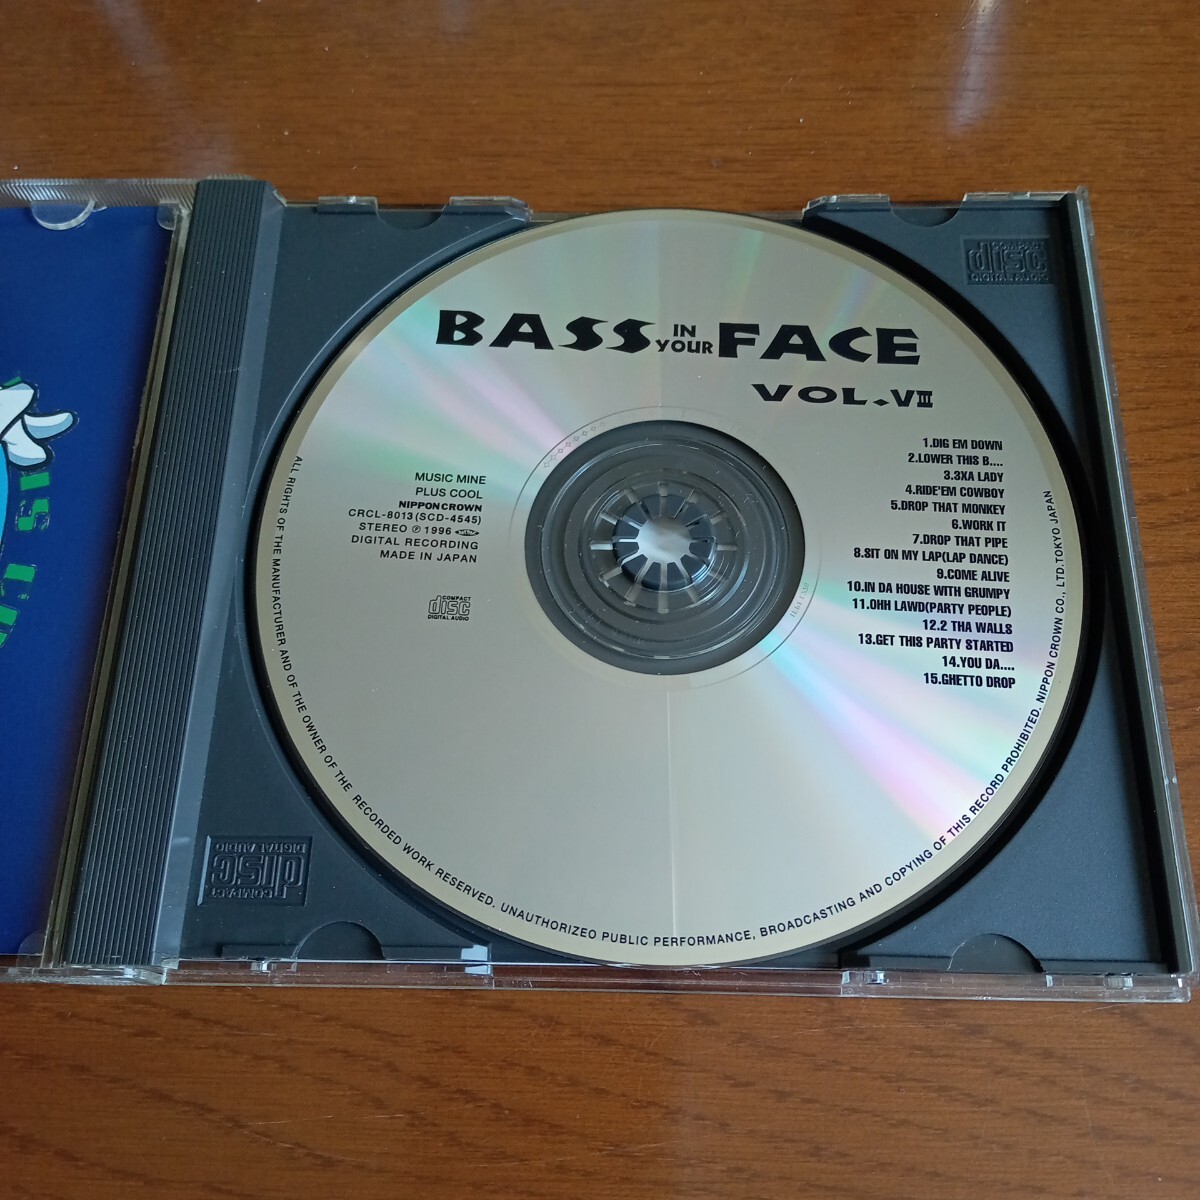 BASS IN YOUR FACE
VOL. VII
MUSIC MINE
PLUS COOL
NIPPON CROWN
CRCL-8013 (SCD-4545)
STEREO Ⓟ 1996
DIGITAL RECORDING
MADE IN JAPAN
COMPACT
disc
DIGITAL AUDIO
1.DIG EM DOWN
2.LOWER THIS B....
3.3XA LADY
4.RIDE'EM COWBOY
5.DROP THAT MONKEY
6.WORK IT
7.DROP THAT PIPE
8.SIT ON MY LAP(LAP DANCE)
9.COME ALIVE
10.IN DA HOUSE WITH GRUMPY
11.OHH LAWD(PARTY PEOPLE)
12.2 THA WALLS
13.GET THIS PARTY STARTED
14.YOU DA....
15.GHETTO DROP
ALL RIGHTS OF THE MANUFACTURER AND OF THE OWNER OF THE RECORDED WORK RESERVED. UNAUTHORIZEO PUBLIC PERFORMANCE, BROADCASTING AND COPYING OF THIS RECORD PROHIBITED. NIPPON CROWN CO., LTD.TOKYO JAPAN
COMPACT
disc
DIGITAL AUDIO
COMPACT
disc
DIGITAL AUDIO